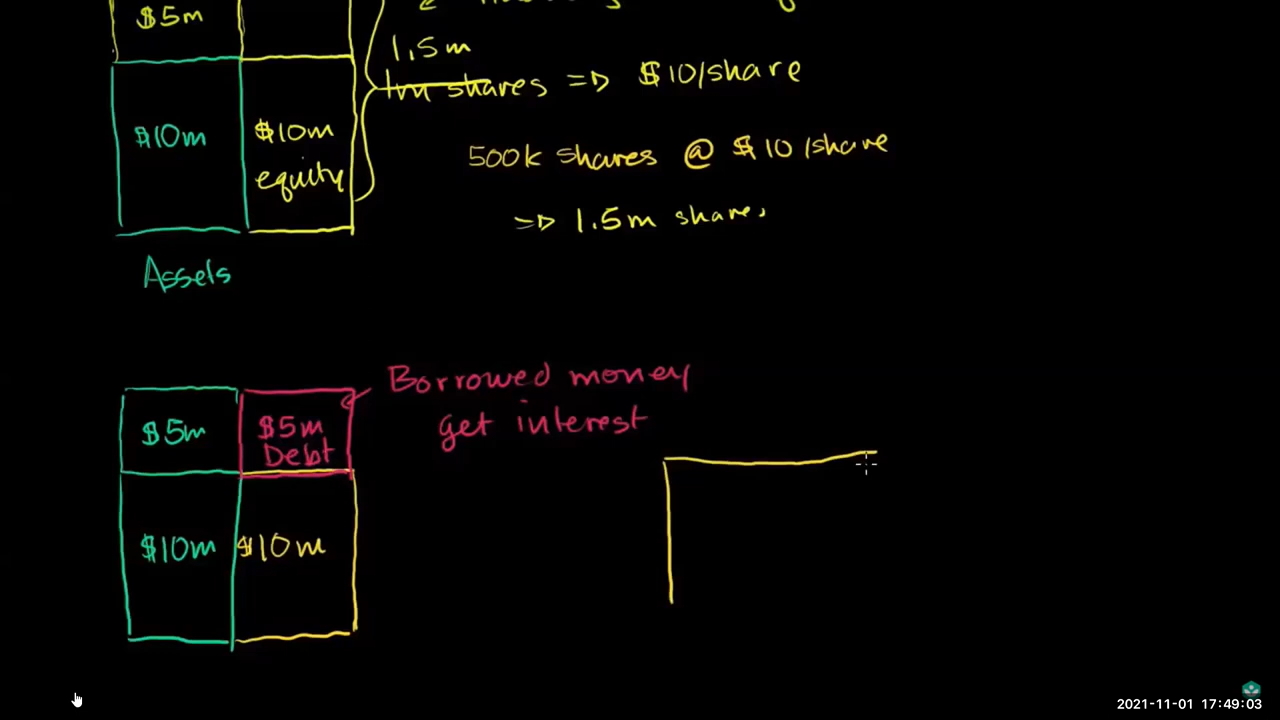 $5m
1.5m
1m shares => $10/share
$10m
$10m
equity
500k shares @ $10/share
=> 1.5m shares
Assets
Borrowed money
get interest
$5m
$5m
Debt
$10m
$10m
2021-11-01 17:49:03